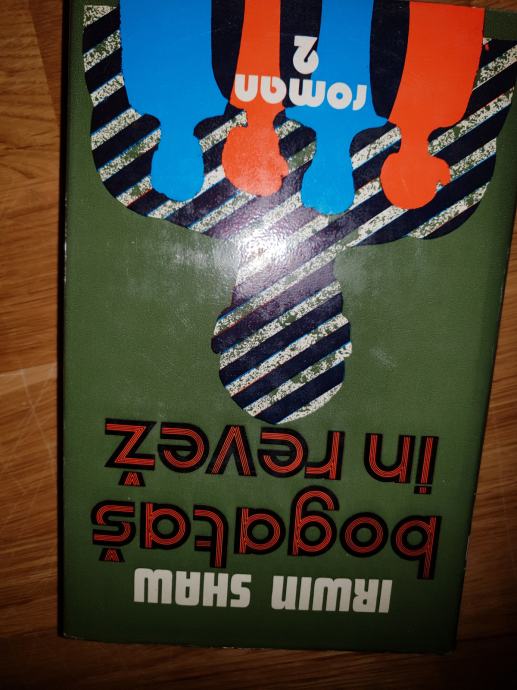 IRWIN SHAW
bogataš
in revež
roman
2